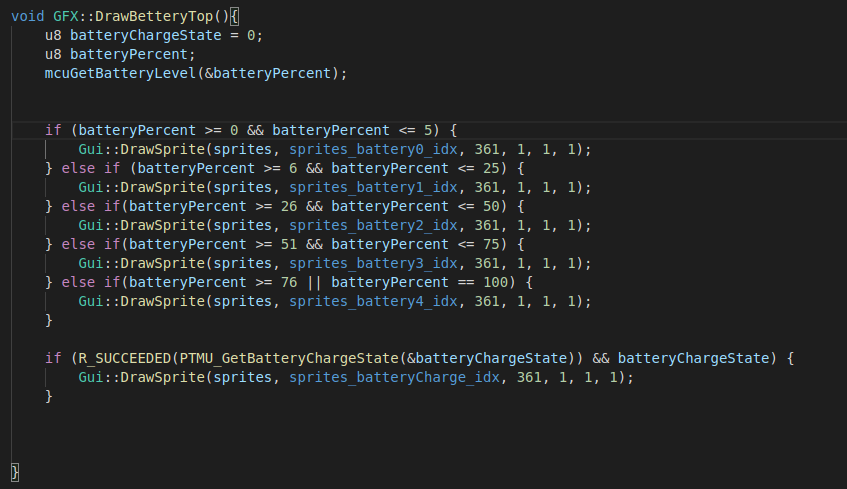 void GFX::DrawBetteryTop(){
u8 batteryChargeState = 0;
u8 batteryPercent;
mcuGetBatteryLevel(&batteryPercent);
if (batteryPercent >= 0 && batteryPercent <= 5) {
Gui::DrawSprite(sprites, sprites_battery0_idx, 361, 1, 1, 1);
} else if (batteryPercent >= 6 && batteryPercent <= 25) {
Gui::DrawSprite(sprites, sprites_battery1_idx, 361, 1, 1, 1);
} else if(batteryPercent >= 26 && batteryPercent <= 50) {
Gui::DrawSprite(sprites, sprites_battery2_idx, 361, 1, 1, 1);
} else if(batteryPercent >= 51 && batteryPercent <= 75) {
Gui::DrawSprite(sprites, sprites_battery3_idx, 361, 1, 1, 1);
} else if(batteryPercent >= 76 || batteryPercent == 100) {
Gui::DrawSprite(sprites, sprites_battery4_idx, 361, 1, 1, 1);
}
if (R_SUCCEEDED(PTMU_GetBatteryChargeState(&batteryChargeState)) && batteryChargeState) {
Gui::DrawSprite(sprites, sprites_batteryCharge_idx, 361, 1, 1, 1);
}
}